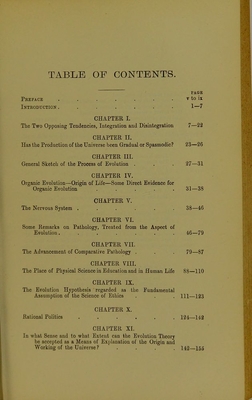 TABLE OF CONTENTS.
PAGE
PREFACE . . . . . . . . v to ix
INTRODUCTION . . . . . . . . 1—7
CHAPTER I.
The Two Opposing Tendencies, Integration and Disintegration 7—23
CHAPTER II.
Has the Production of the Universe been Gradual or Spasmodic? 23—26
CHAPTER III.
General Sketch of the Process of Evolution . . . 27—31
CHAPTER IV.
Organic Evolution—Origin of Life—Some Direct Evidence for
Organic Evolution . . . . . . 31—38
CHAPTER V.
The Nervous System . . . . . . 38—46
CHAPTER VI.
Some Remarks on Pathology, Treated from the Aspect of
Evolution . . . . . . . 46—79
CHAPTER VII.
The Advancement of Comparative Pathology . . . 79—87
CHAPTER VIII.
The Place of Physical Science in Education and in Human Life 88—110
CHAPTER IX.
The Evolution Hypothesis regarded as the Fundamental
Assumption of the Science of Ethics . . . 111—123
CHAPTER X.
Rational Politics . . . . . . 124—142
CHAPTER XI.
In what Sense and to what Extend can the Evolution Theory
be accepted as a Means of Explanation of the Origin and
Working of the Universe? . . . . . 142—155